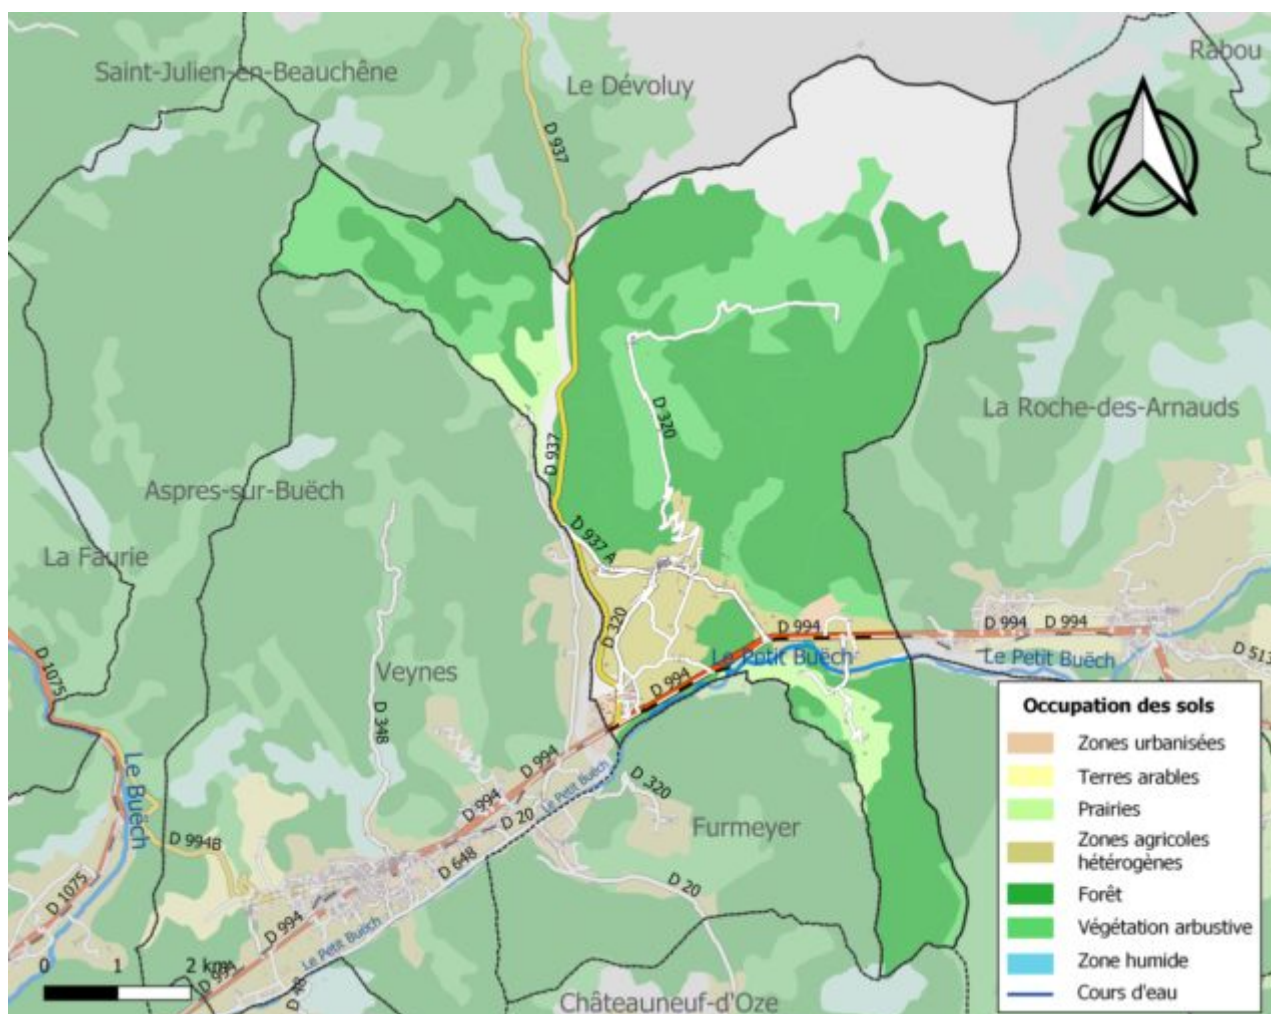 Rabou
Saint-Julien-en-Beauchêne
Le Dévoluy
D 937
La Roche-des-Arnauds
D 320
D 937
Aspres-sur-Buëch
D 937 A
La Faurie
D 320
D 994
D 994
D 994
Le Petit Buëch
Le Petit Buëch
D 513
D 1075
Veynes
D 994
D 348
Occupation des sols
Zones urbanisées
Terres arables
Prairies
Zones agricoles
hétérogènes
Forêt
Végétation arbustive
Zone humide
Cours d'eau
D 994
Le Petit Buëch
D 320
Le Buëch
D 994
D 20
Furmeyer
D 994B
D 648
D 1075
D 20
D 994
Le Petit Buëch
0 1 2 km
D 994
Châteauneuf-d'Oze